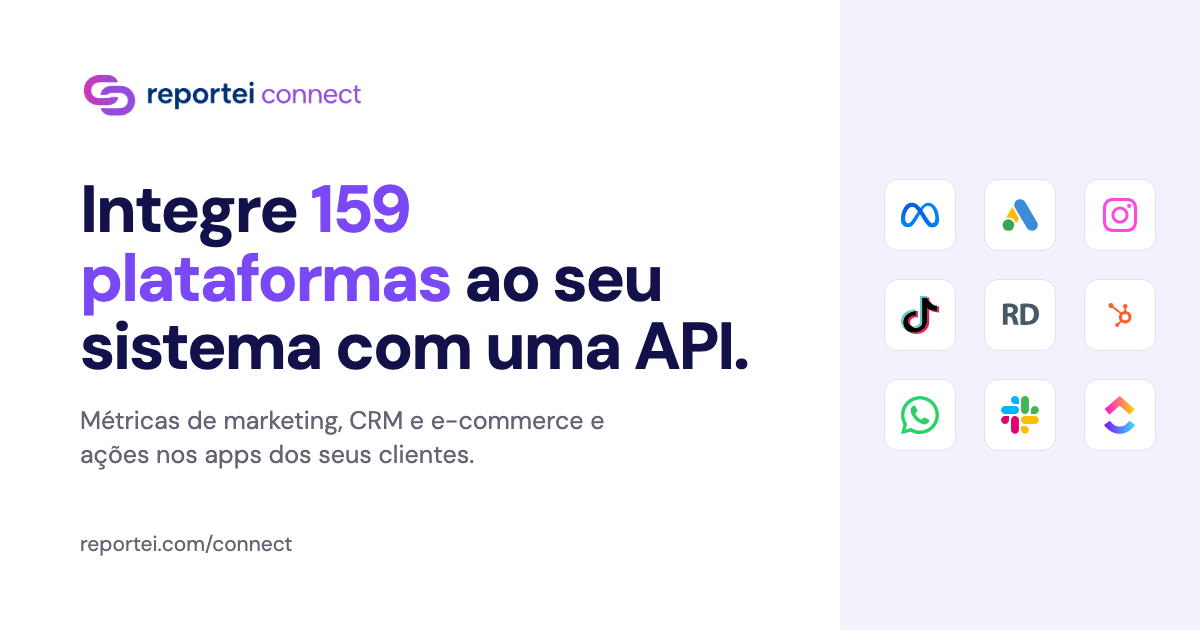 reportei connect
Integre 159
plataformas ao seu
sistema com uma API.
Métricas de marketing, CRM e e-commerce e
ações nos apps dos seus clientes.
reportei.com/connect
RD